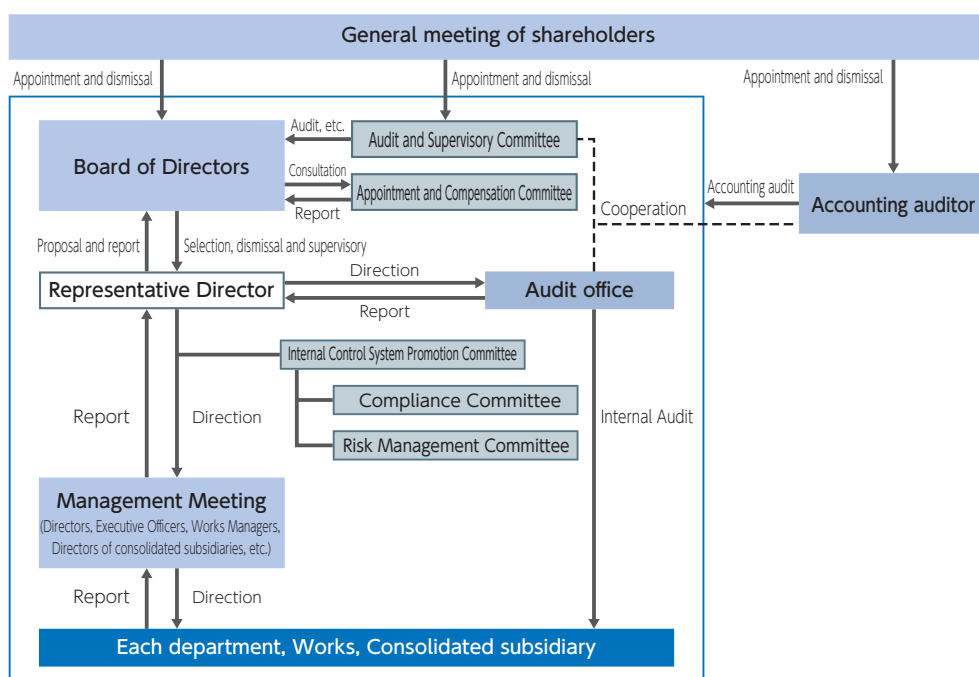 General meeting of shareholders
Appointment and dismissal
Appointment and dismissal
Appointment and dismissal
Board of Directors
Audit, etc.
Audit and Supervisory Committee
Consultation
Appointment and Compensation Committee
Report
Accounting audit
Accounting auditor
Cooperation
Proposal and report
Selection, dismissal and supervisory
Representative Director
Direction
Report
Audit office
Internal Control System Promotion Committee
Compliance Committee
Risk Management Committee
Report
Direction
Internal Audit
Management Meeting
(Directors, Executive Officers, Works Managers,
Directors of consolidated subsidiaries, etc.)
Report
Direction
Each department, Works, Consolidated subsidiary